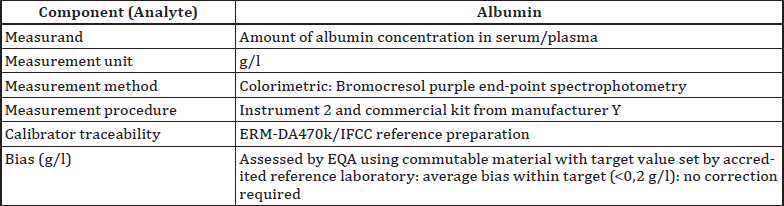 Component (Analyte) Albumin
Measurand Amount of albumin concentration in serum/plasma
Measurement unit g/l
Measurement method Colorimetric: Bromocresol purple end-point spectrophotometry
Measurement procedure Instrument 2 and commercial kit from manufacturer Y
Calibrator traceability ERM-DA470k/IFCC reference preparation
Bias (g/l) Assessed by EQA using commutable material with target value set by accred-
ited reference laboratory: average bias within target (<0,2 g/l): no correction
required